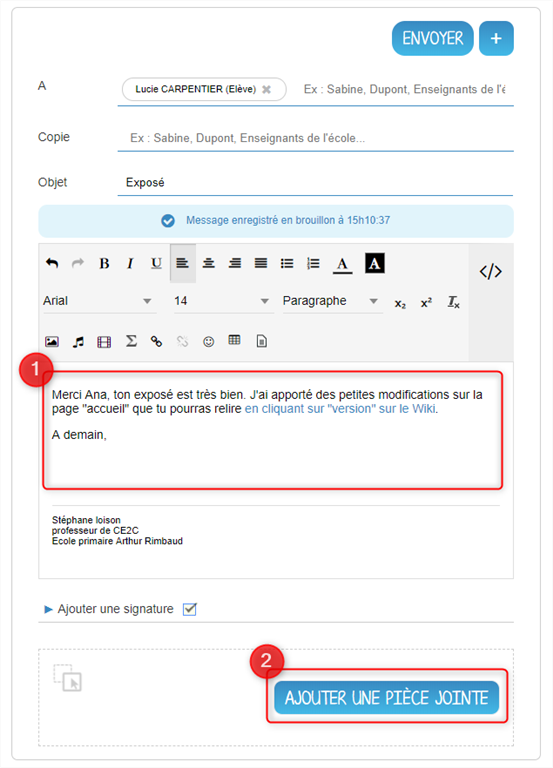 ENVOYER +
A Lucie CARPENTIER (Elève) ✖ Ex : Sabine, Dupont, Enseignants de l'é
Copie Ex : Sabine, Dupont, Enseignants de l'école...
Objet Exposé
Message enregistré en brouillon á 15h10:37
B I U A A </>
Arial 14 Paragraphe x₂ x² Tx
Σ
1
Merci Ana, ton exposé est très bien. J'ai apporté des petites modifications sur la
page "accueil" que tu pourras relire en cliquant sur "version" sur le Wiki.
A demain,
Stéphane loison
professeur de CE2C
Ecole primaire Arthur Rimbaud
Ajouter une signature
2
AJOUTER UNE PIÈCE JOINTE